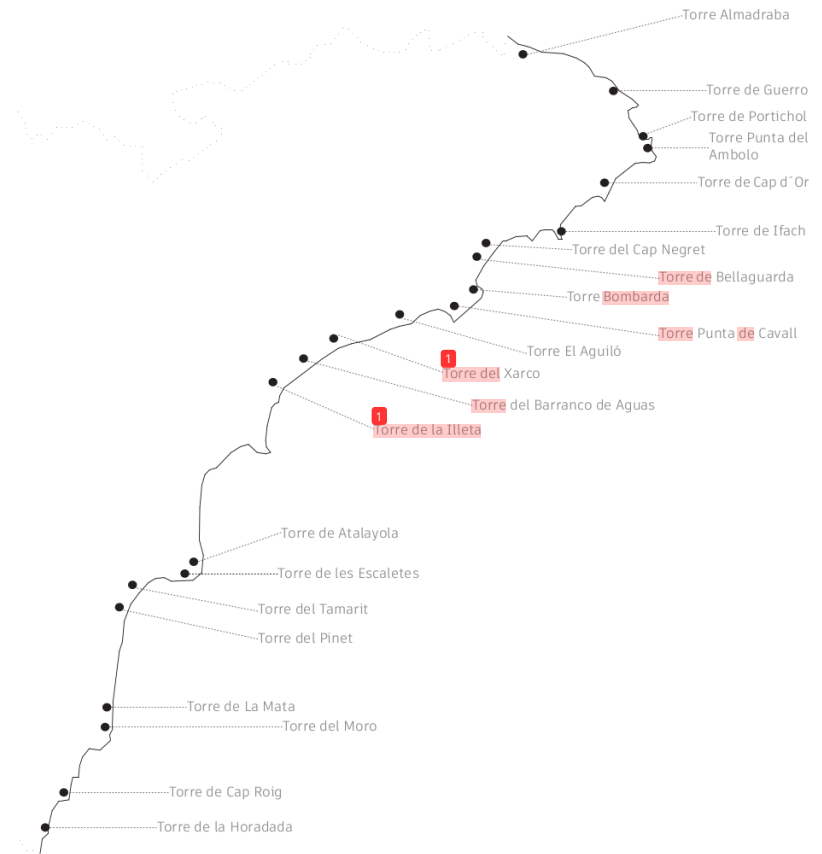 Torre Almadraba
Torre de Guerro
Torre de Portichol
Torre Punta del
Ambolo
Torre de Cap d´Or
Torre de Ifach
Torre del Cap Negret
Torre de Bellaguarda
Torre Bombarda
Torre Punta de Cavall
Torre El Aguiló
1
Torre del Xarco
Torre del Barranco de Aguas
1
Torre de la Illeta
Torre de Atalayola
Torre de les Escaletes
Torre del Tamarit
Torre del Pinet
Torre de La Mata
Torre del Moro
Torre de Cap Roig
Torre de la Horadada